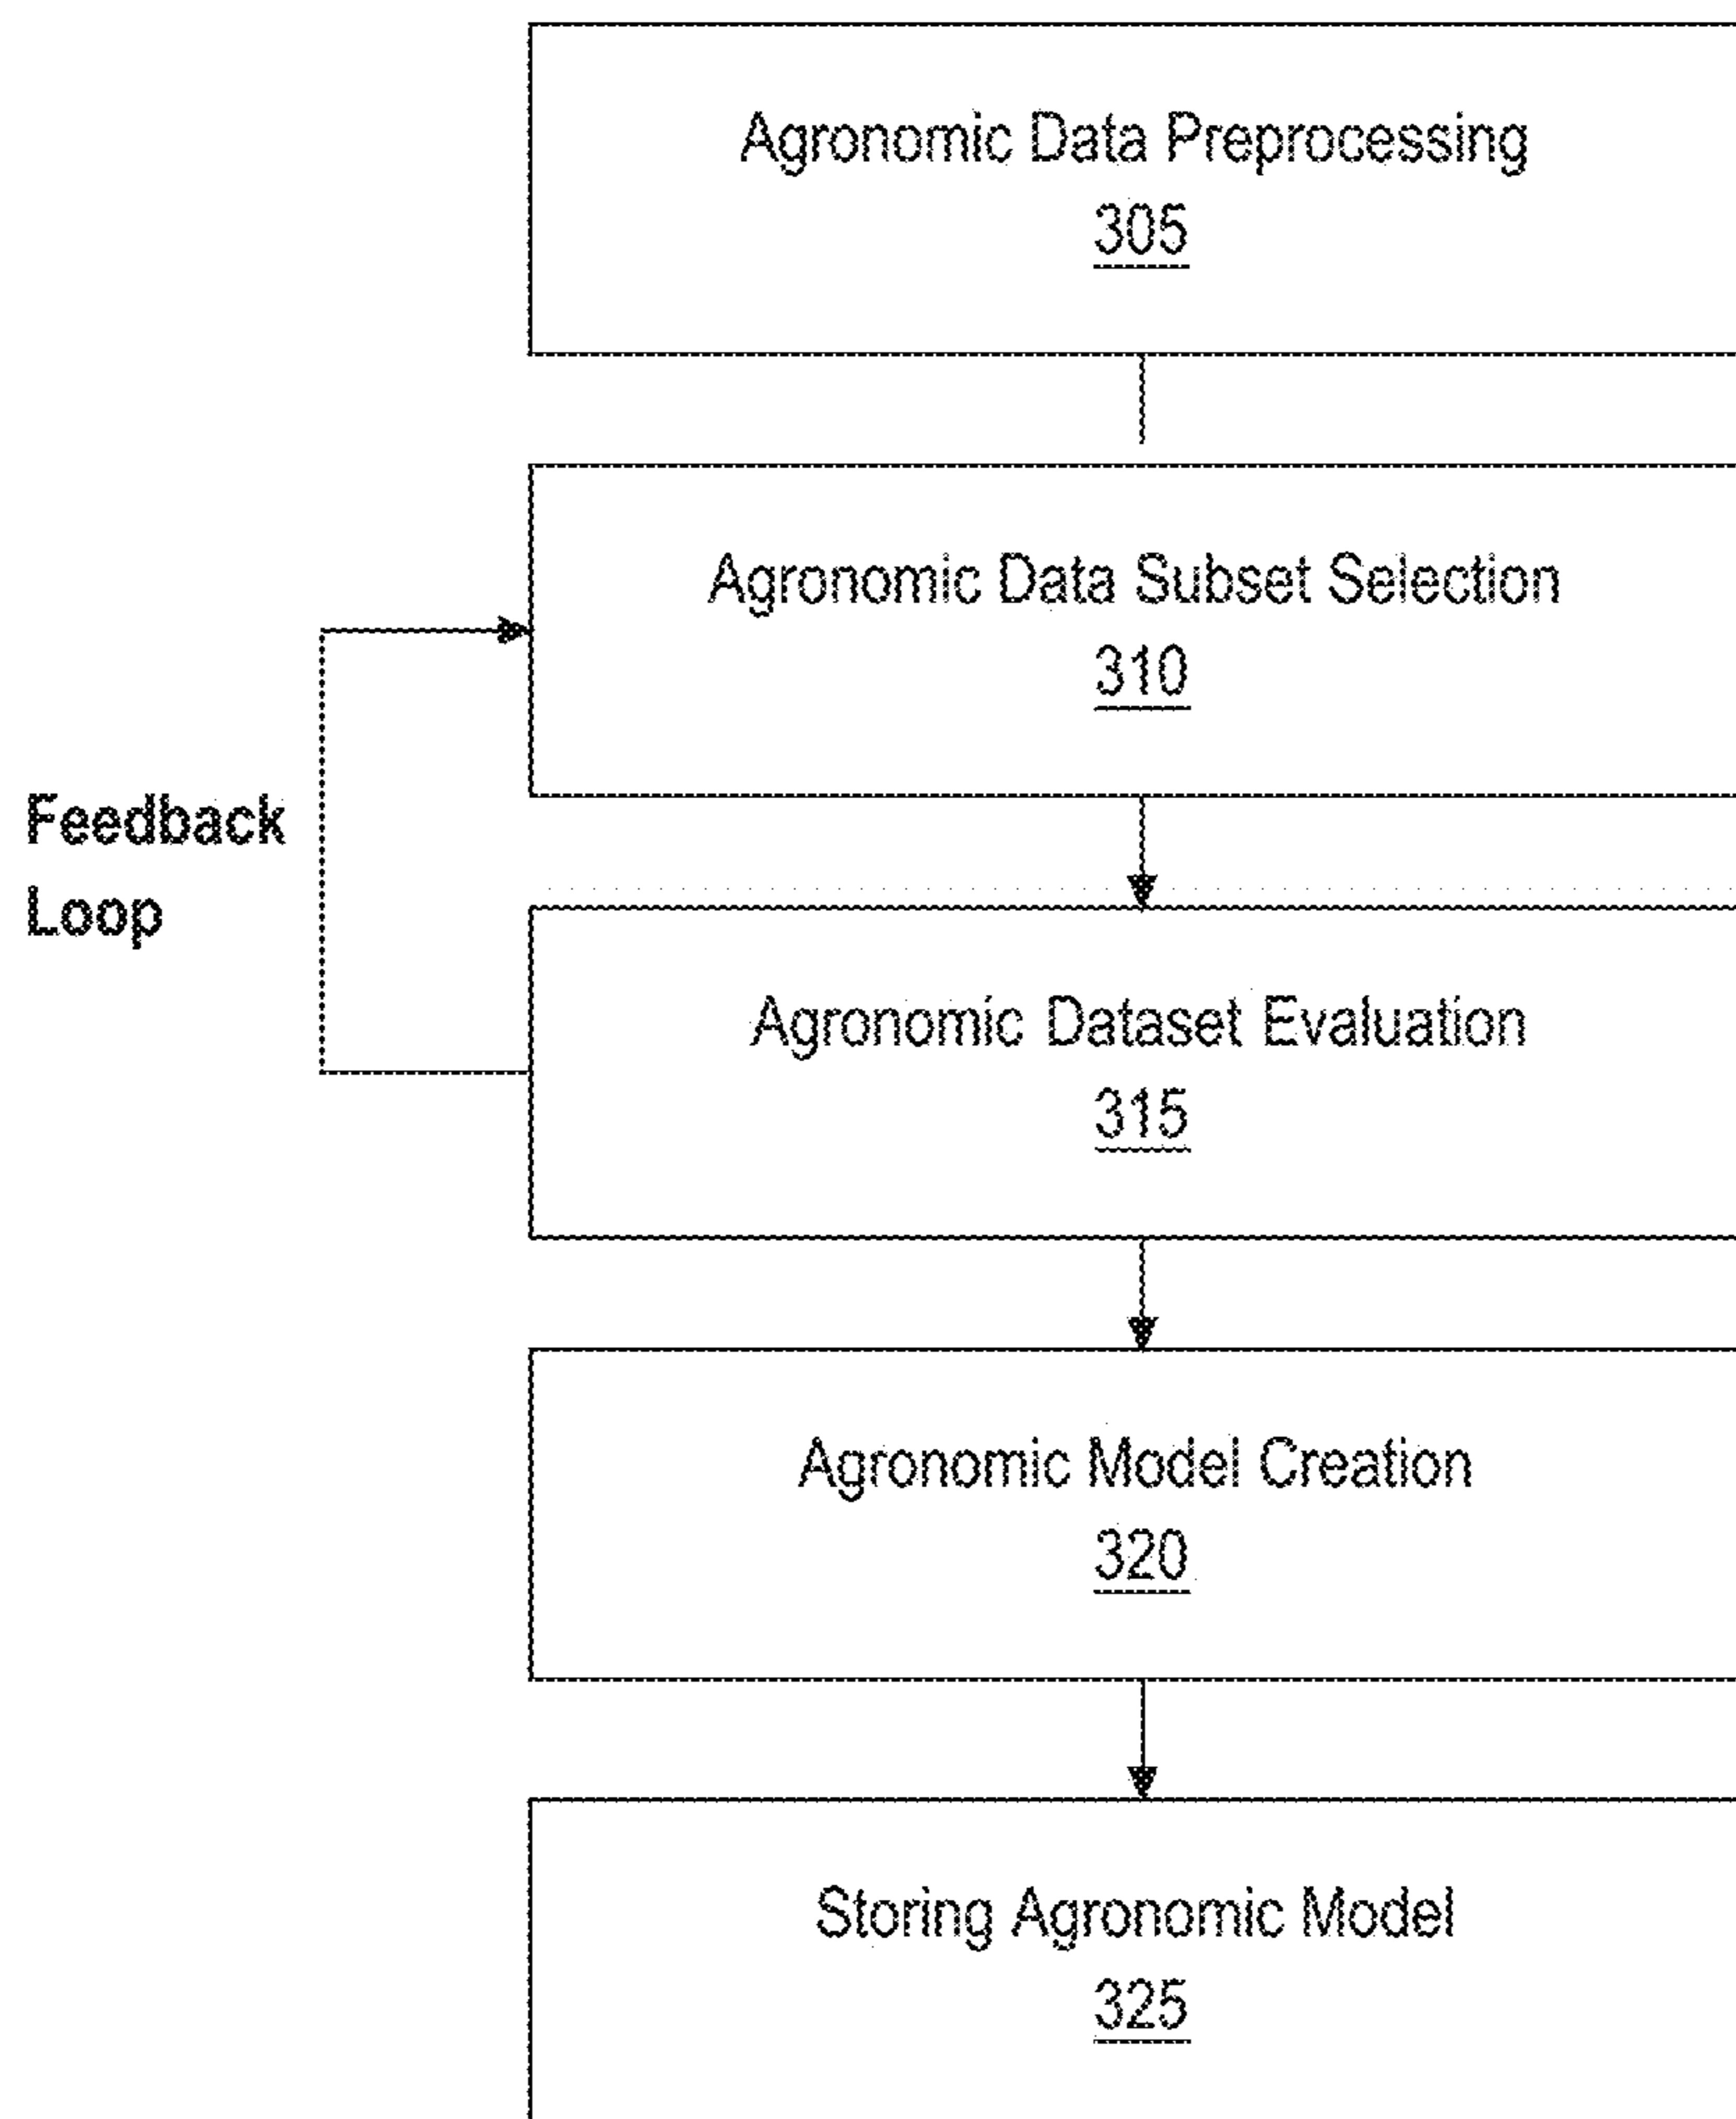 Agronomic Data Preprocessing
305
Agronomic Data Subset Selection
310
Feedback
Loop
Agronomic Dataset Evaluation
315
Agronomic Model Creation
320
Storing Agronomic Model
325